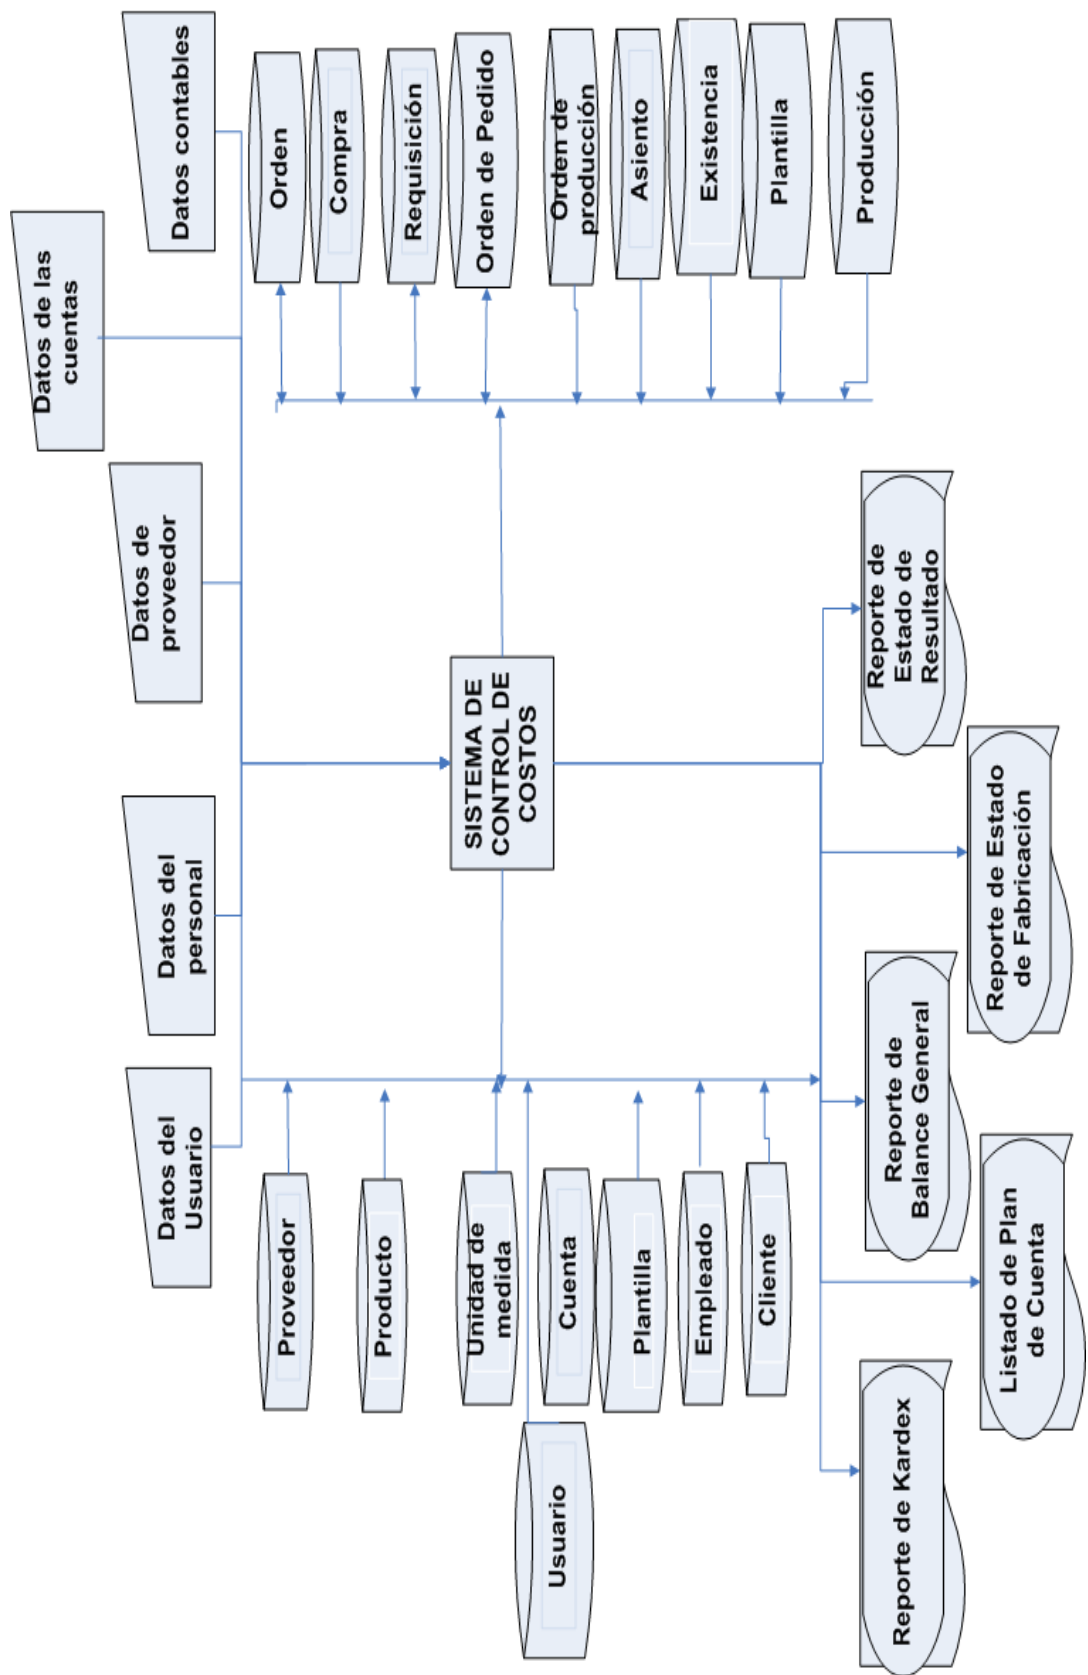 Datos del
Usuario
Datos del
personal
Datos de
proveedor
Datos de las
cuentas
Datos contables
Proveedor
Producto
Unidad de
medida
Usuario
Cuenta
Plantilla
Empleado
Cliente
SISTEMA DE
CONTROL DE
COSTOS
Orden
Compra
Requisición
Orden de Pedido
Orden de
producción
Asiento
Existencia
Plantilla
Producción
Reporte de Kardex
Listado de Plan
de Cuenta
Reporte de
Balance General
Reporte de Estado
de Fabricación
Reporte de
Estado de
Resultado